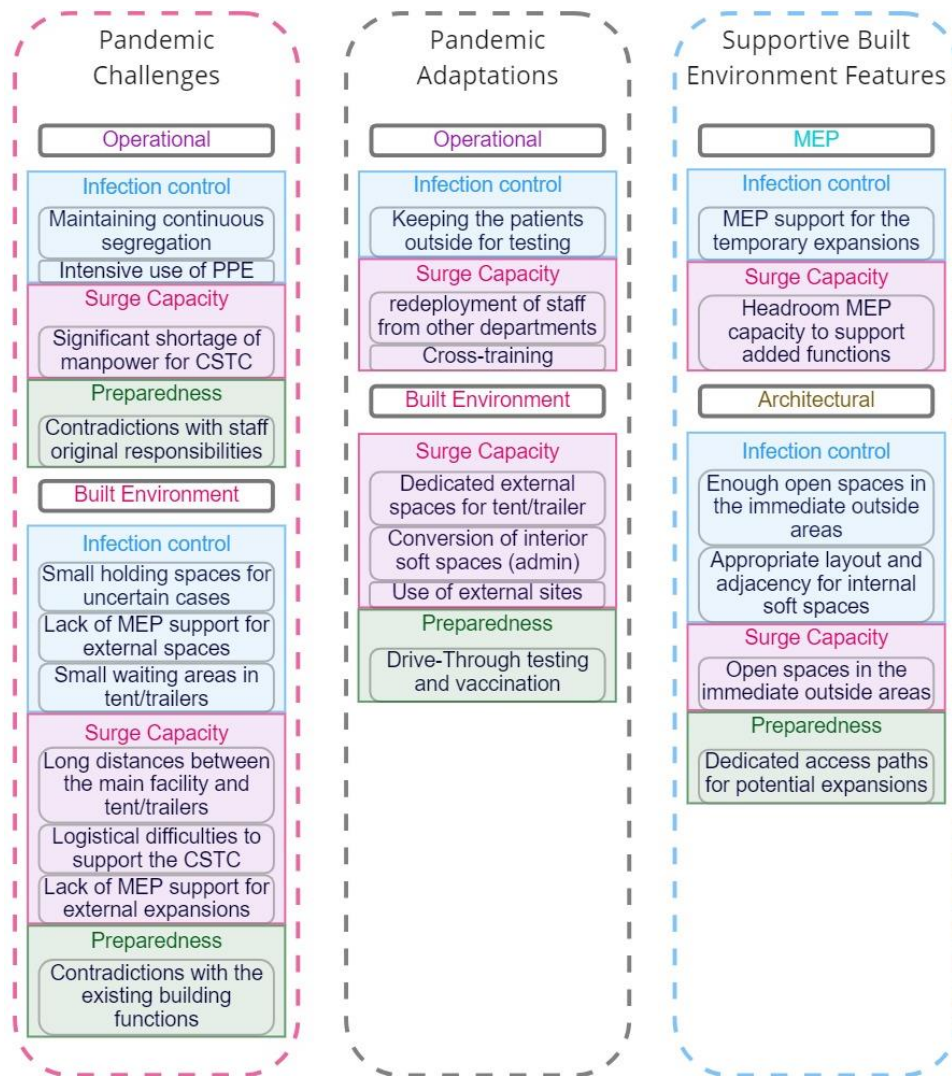 Pandemic
Challenges
Operational
Infection control
Maintaining continuous
segregation
Intensive use of PPE
Surge Capacity
Significant shortage of
manpower for CSTC
Preparedness
Contradictions with staff
original responsibilities
Built Environment
Infection control
Small holding spaces for
uncertain cases
Lack of MEP support for
external spaces
Small waiting areas in
tent/trailers
Surge Capacity
Long distances between
the main facility and
tent/trailers
Logistical difficulties to
support the CSTC
Lack of MEP support for
external expansions
Preparedness
Contradictions with the
existing building
functions
Pandemic
Adaptations
Operational
Infection control
Keeping the patients
outside for testing
Surge Capacity
redeployment of staff
from other departments
Cross-training
Built Environment
Surge Capacity
Dedicated external
spaces for tent/trailer
Conversion of interior
soft spaces (admin)
Use of external sites
Preparedness
Drive-Through testing
and vaccination
Supportive Built
Environment Features
MEP
Infection control
MEP support for the
temporary expansions
Surge Capacity
Headroom MEP
capacity to support
added functions
Architectural
Infection control
Enough open spaces in
the immediate outside
areas
Appropriate layout and
adjacency for internal
soft spaces
Surge Capacity
Open spaces in the
immediate outside areas
Preparedness
Dedicated access paths
for potential expansions